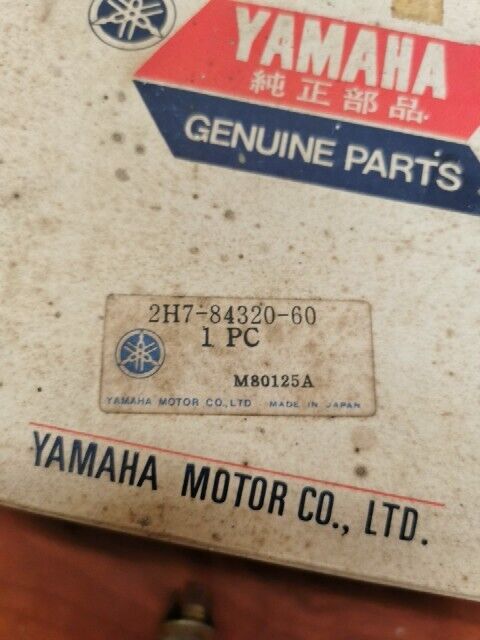 YAMAHA
純正部品
GENUINE PARTS
2H7-84320-60
1 PC
M80125A
YAMAHA MOTOR CO., LTD MADE IN JAPAN
YAMAHA MOTOR CO., LTD.